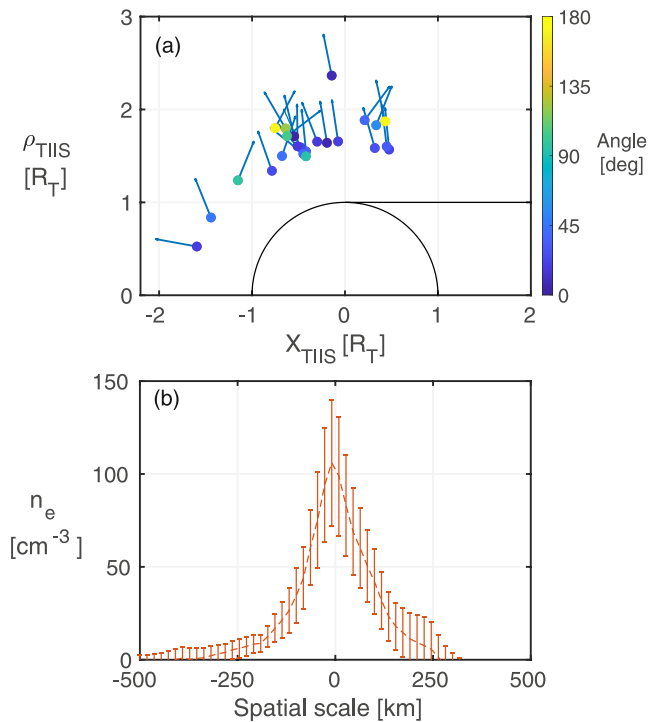 (a)
3
2
1
0
ρTIIS
[RT]
-2
-1
0
1
2
XTIIS [RT]
180
135
90
45
0
Angle
[deg]
(b)
150
100
50
0
ne
[cm-3]
-500
-250
0
250
500
Spatial scale [km]